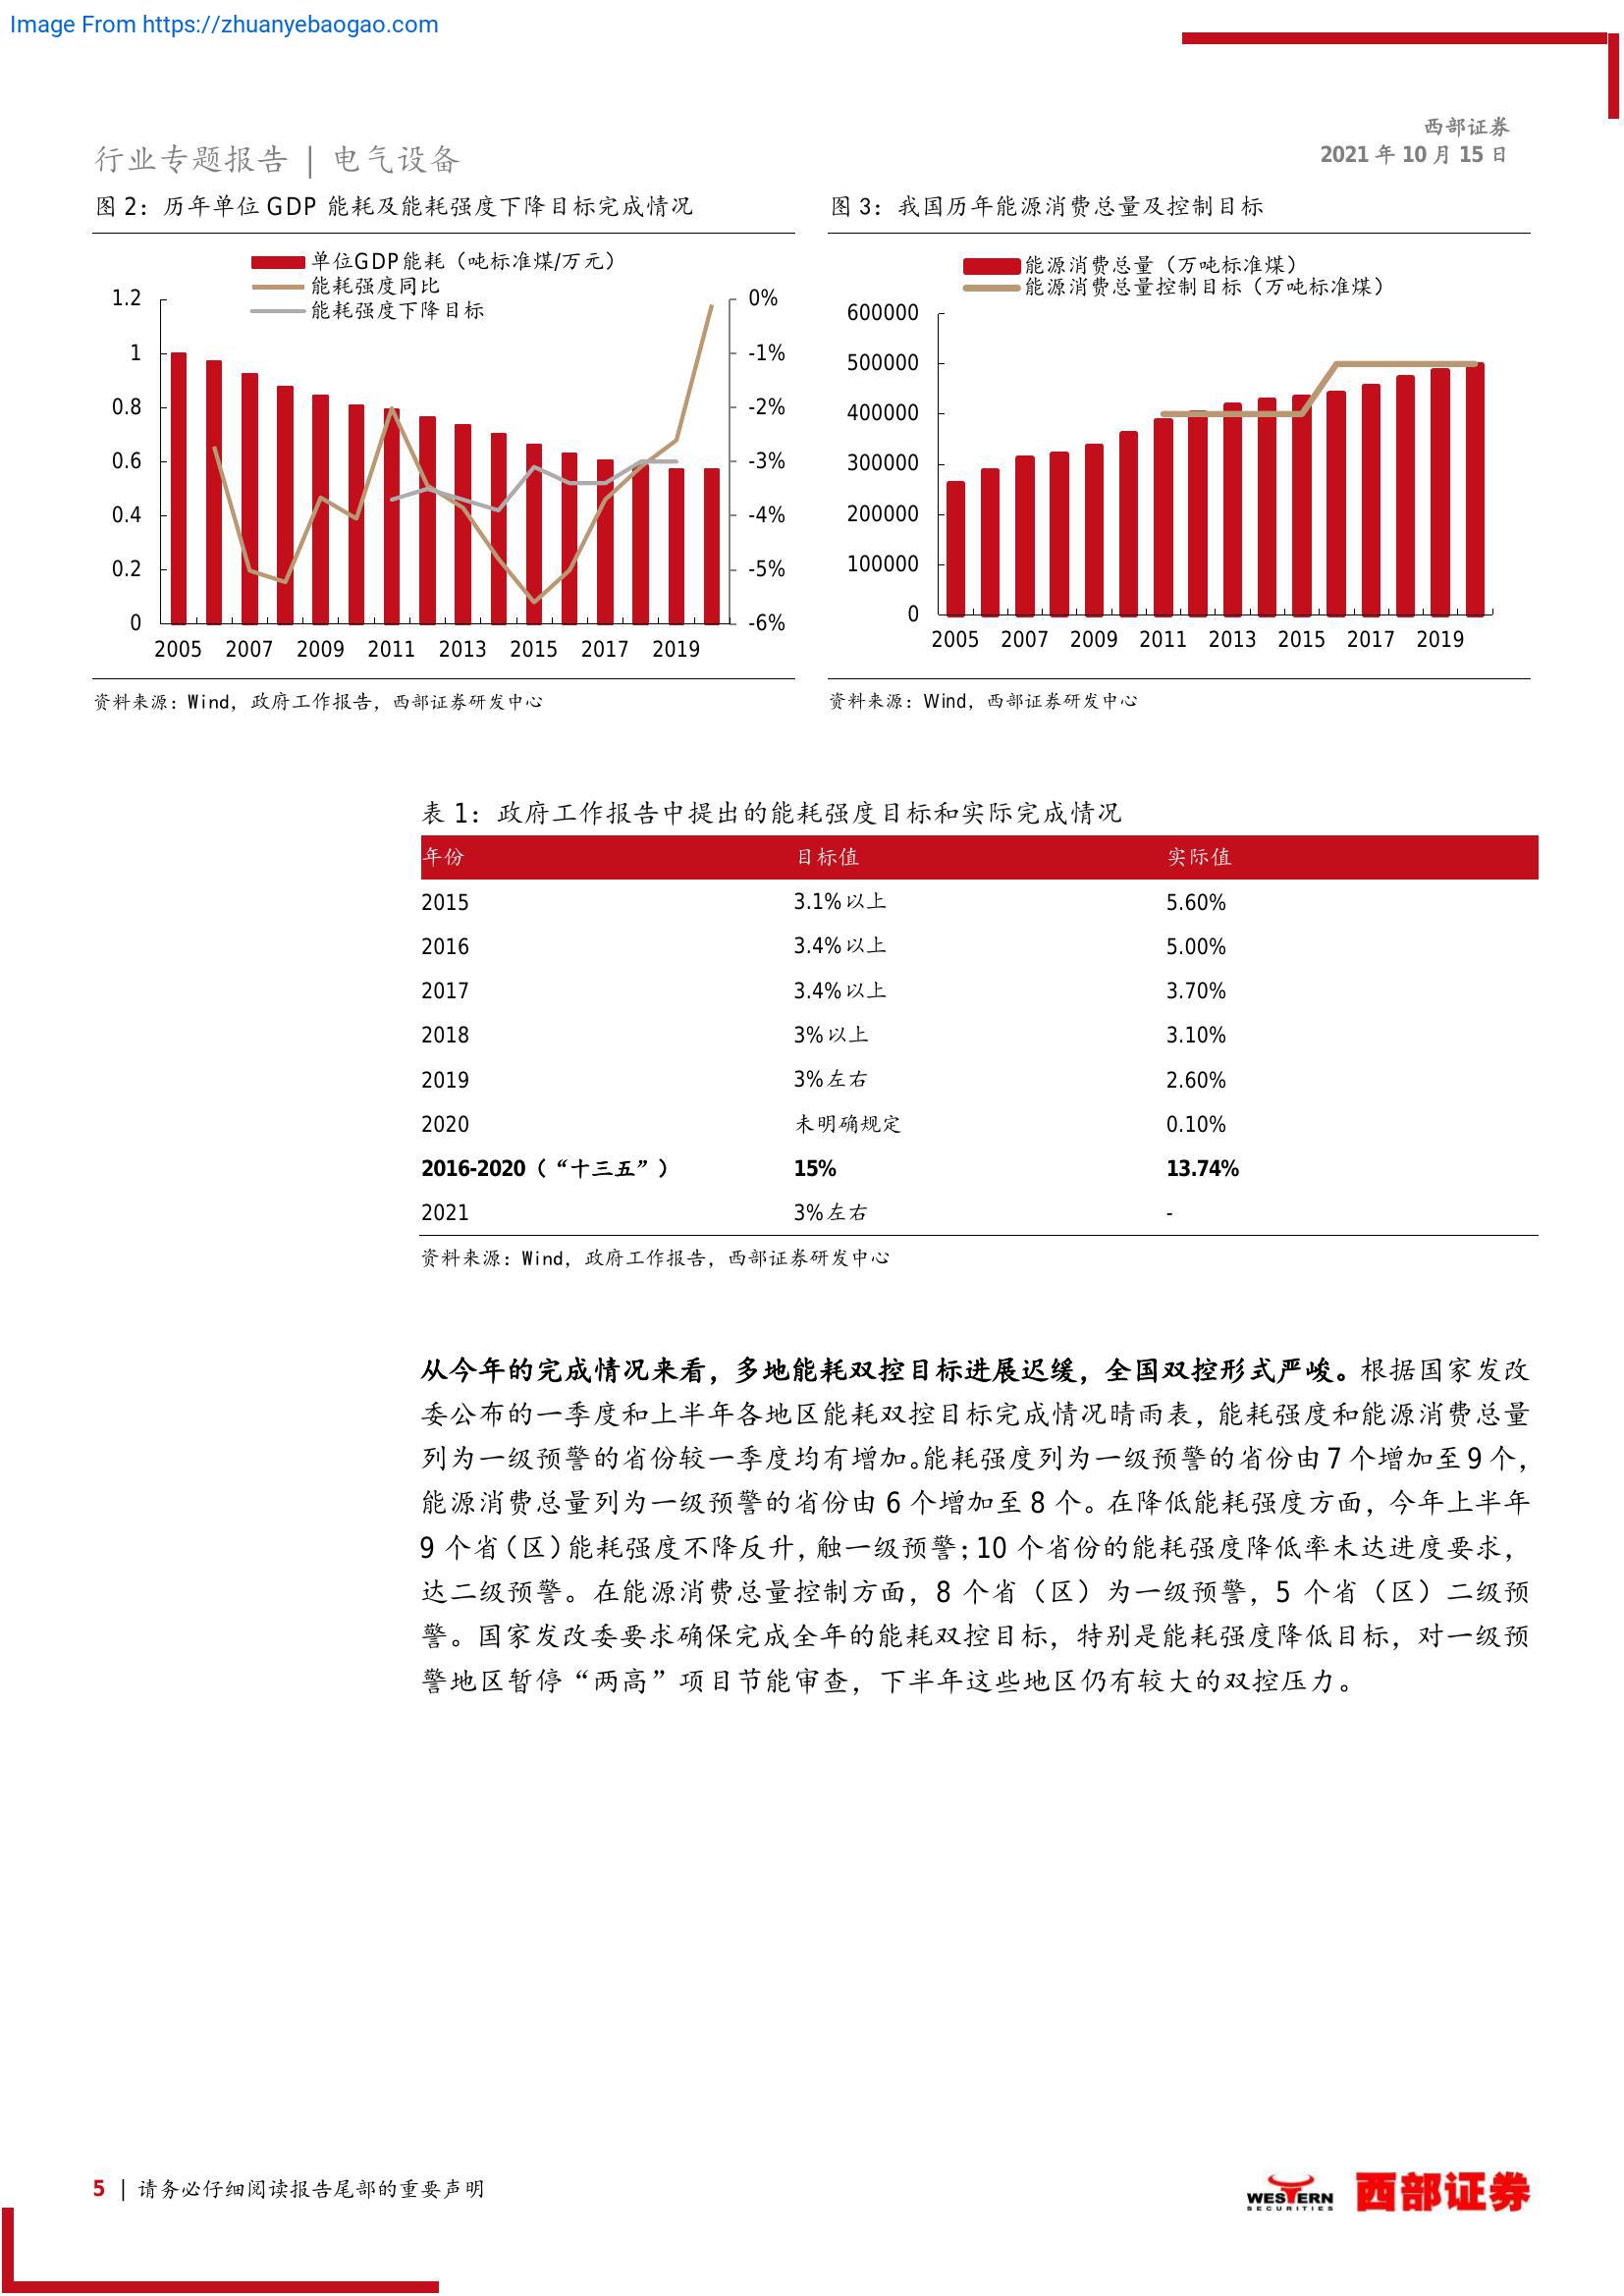 Image From https://zhuanyebaogao.com
西部证券
2021 年 10 月 15 日
行业专题报告 | 电气设备
图 2：历年单位 GDP 能耗及能耗强度下降目标完成情况
单位GDP能耗（吨标准煤/万元）
能耗强度同比
能耗强度下降目标
1.2
1
0.8
0.6
0.4
0.2
0
0%
-1%
-2%
-3%
-4%
-5%
-6%
2005 2007 2009 2011 2013 2015 2017 2019
资料来源：Wind，政府工作报告，西部证券研发中心
图 3：我国历年能源消费总量及控制目标
能源消费总量（万吨标准煤）
能源消费总量控制目标（万吨标准煤）
600000
500000
400000
300000
200000
100000
0
2005 2007 2009 2011 2013 2015 2017 2019
资料来源：Wind，西部证券研发中心
表 1：政府工作报告中提出的能耗强度目标和实际完成情况
年份 目标值 实际值
2015 3.1%以上 5.60%
2016 3.4%以上 5.00%
2017 3.4%以上 3.70%
2018 3%以上 3.10%
2019 3%左右 2.60%
2020 未明确规定 0.10%
2016-2020（“十三五”） 15% 13.74%
2021 3%左右 -
资料来源：Wind，政府工作报告，西部证券研发中心
从今年的完成情况来看，多地能耗双控目标进展迟缓，全国双控形式严峻。根据国家发改
委公布的一季度和上半年各地区能耗双控目标完成情况晴雨表，能耗强度和能源消费总量
列为一级预警的省份较一季度均有增加。能耗强度列为一级预警的省份由 7 个增加至 9 个，
能源消费总量列为一级预警的省份由 6 个增加至 8 个。在降低能耗强度方面，今年上半年
9 个省（区）能耗强度不降反升，触一级预警；10 个省份的能耗强度降低率未达进度要求，
达二级预警。在能源消费总量控制方面，8 个省（区）为一级预警，5 个省（区）二级预
警。国家发改委要求确保完成全年的能耗双控目标，特别是能耗强度降低目标，对一级预
警地区暂停“两高”项目节能审查，下半年这些地区仍有较大的双控压力。
5 | 请务必仔细阅读报告尾部的重要声明
WESTERN
SECURITIES
西部证券